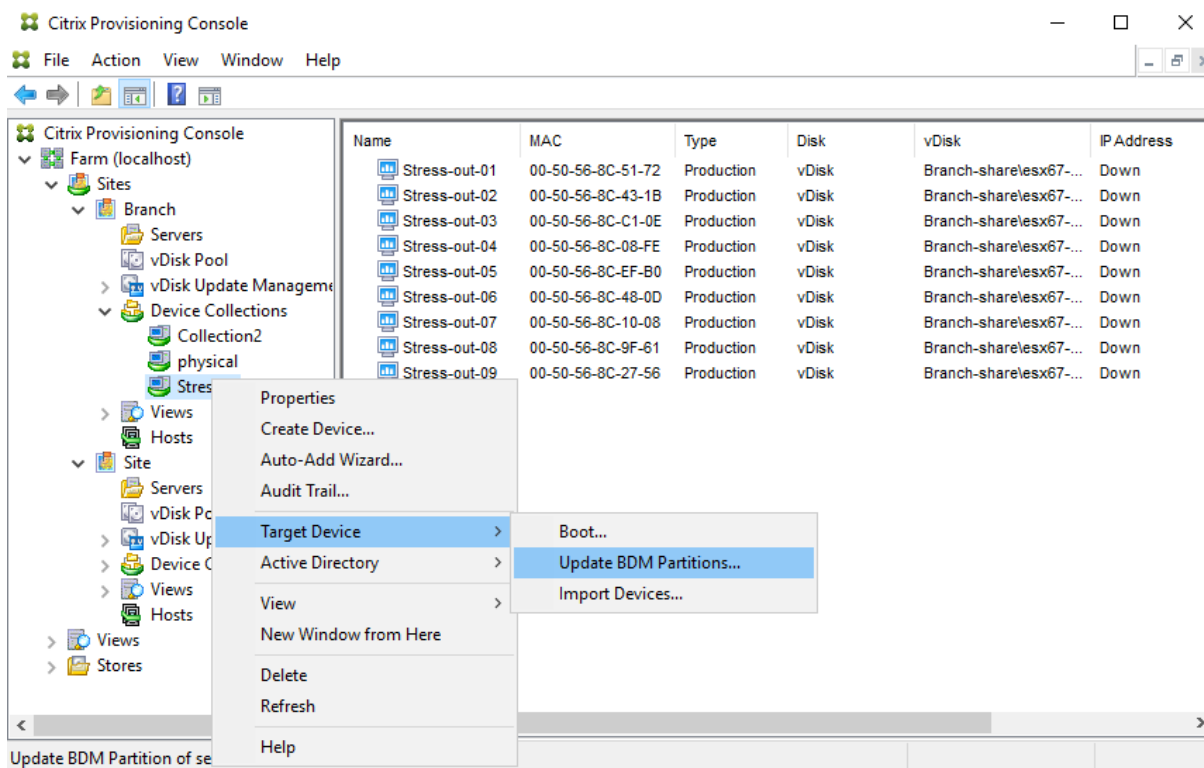 Citrix Provisioning Console
File Action View Window Help
Citrix Provisioning Console
Farm (localhost)
Sites
Branch
Servers
vDisk Pool
vDisk Update Manageme
Device Collections
Collection2
physical
Stres
Views
Hosts
Site
Servers
vDisk Po
vDisk Up
Device C
Views
Hosts
Views
Stores
Name MAC Type Disk vDisk IP Address
Stress-out-01 00-50-56-8C-51-72 Production vDisk Branch-share\esx67-... Down
Stress-out-02 00-50-56-8C-43-1B Production vDisk Branch-share\esx67-... Down
Stress-out-03 00-50-56-8C-C1-0E Production vDisk Branch-share\esx67-... Down
Stress-out-04 00-50-56-8C-08-FE Production vDisk Branch-share\esx67-... Down
Stress-out-05 00-50-56-8C-EF-B0 Production vDisk Branch-share\esx67-... Down
Stress-out-06 00-50-56-8C-48-0D Production vDisk Branch-share\esx67-... Down
Stress-out-07 00-50-56-8C-10-08 Production vDisk Branch-share\esx67-... Down
Stress-out-08 00-50-56-8C-9F-61 Production vDisk Branch-share\esx67-... Down
Stress-out-09 00-50-56-8C-27-56 Production vDisk Branch-share\esx67-... Down
Properties
Create Device...
Auto-Add Wizard...
Audit Trail...
Target Device
Active Directory
View
New Window from Here
Delete
Refresh
Help
Boot...
Update BDM Partitions...
Import Devices...
Update BDM Partition of se